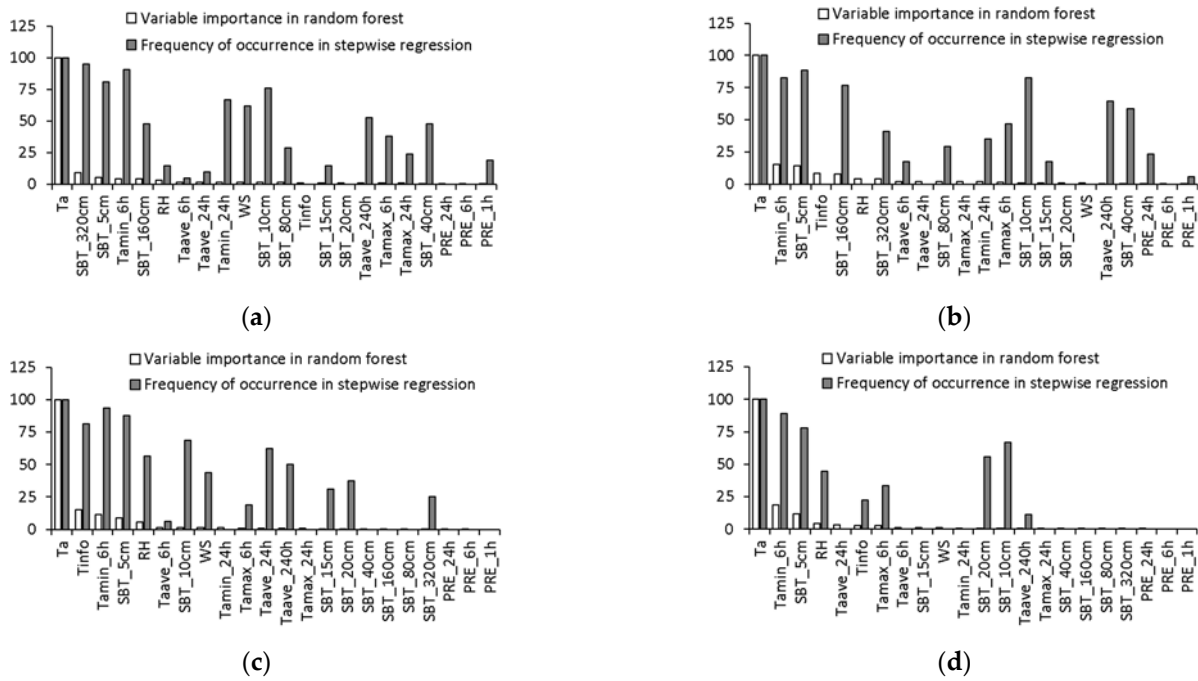 Variable importance in random forest
Frequency of occurrence in stepwise regression
125
100
75
50
25
0
Ta
SBT_320cm
SBT_5cm
Tamin_6h
SBT_160cm
RH
Taave_6h
Taave_24h
Tamin_24h
WS
SBT_10cm
SBT_80cm
Tinfo
SBT_15cm
SBT_20cm
Taave_240h
Tamax_6h
Tamax_24h
SBT_40cm
PRE_24h
PRE_6h
PRE_1h
(a)
Variable importance in random forest
Frequency of occurrence in stepwise regression
125
100
75
50
25
0
Ta
Tamin_6h
SBT_5cm
Tinfo
SBT_160cm
RH
SBT_320cm
Taave_6h
Taave_24h
SBT_80cm
Tamax_24h
Tamin_24h
Tamax_6h
SBT_10cm
SBT_15cm
SBT_20cm
WS
Taave_240h
SBT_40cm
PRE_24h
PRE_6h
PRE_1h
(b)
Variable importance in random forest
Frequency of occurrence in stepwise regression
125
100
75
50
25
0
Ta
Tinfo
Tamin_6h
SBT_5cm
RH
Taave_6h
SBT_10cm
WS
Tamin_24h
Tamax_6h
Taave_24h
Taave_240h
Tamax_24h
SBT_15cm
SBT_20cm
SBT_40cm
SBT_160cm
SBT_80cm
SBT_320cm
PRE_24h
PRE_6h
PRE_1h
(c)
Variable importance in random forest
Frequency of occurrence in stepwise regression
125
100
75
50
25
0
Ta
Tamin_6h
SBT_5cm
RH
Taave_24h
Tinfo
Tamax_6h
Taave_6h
SBT_15cm
WS
Tamin_24h
SBT_20cm
SBT_10cm
Taave_240h
Tamax_24h
SBT_40cm
SBT_160cm
SBT_80cm
SBT_320cm
PRE_24h
PRE_6h
PRE_1h
(d)